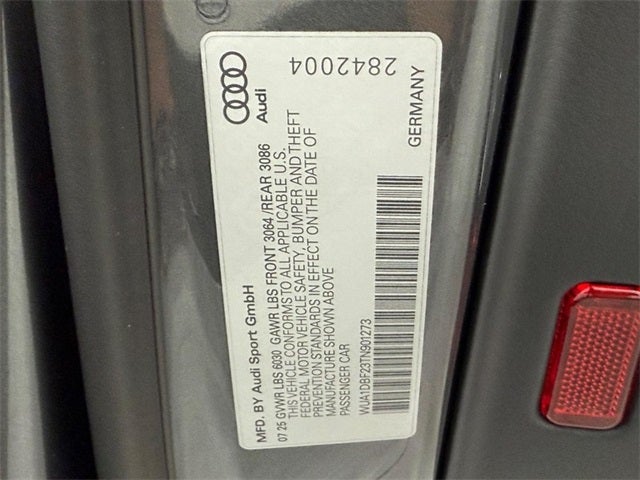 Audi
2842004
MFD. BY Audi Sport GmbH
07.25 GVWR LBS 6030 GAWR LBS FRONT 3064/REAR 3086
THIS VEHICLE CONFORMS TO ALL APPLICABLE U.S.
FEDERAL MOTOR VEHICLE SAFETY, BUMPER AND THEFT
PREVENTION STANDARDS IN EFFECT ON THE DATE OF
MANUFACTURE SHOWN ABOVE
PASSENGER CAR
WUA1DBF23TN901273
GERMANY